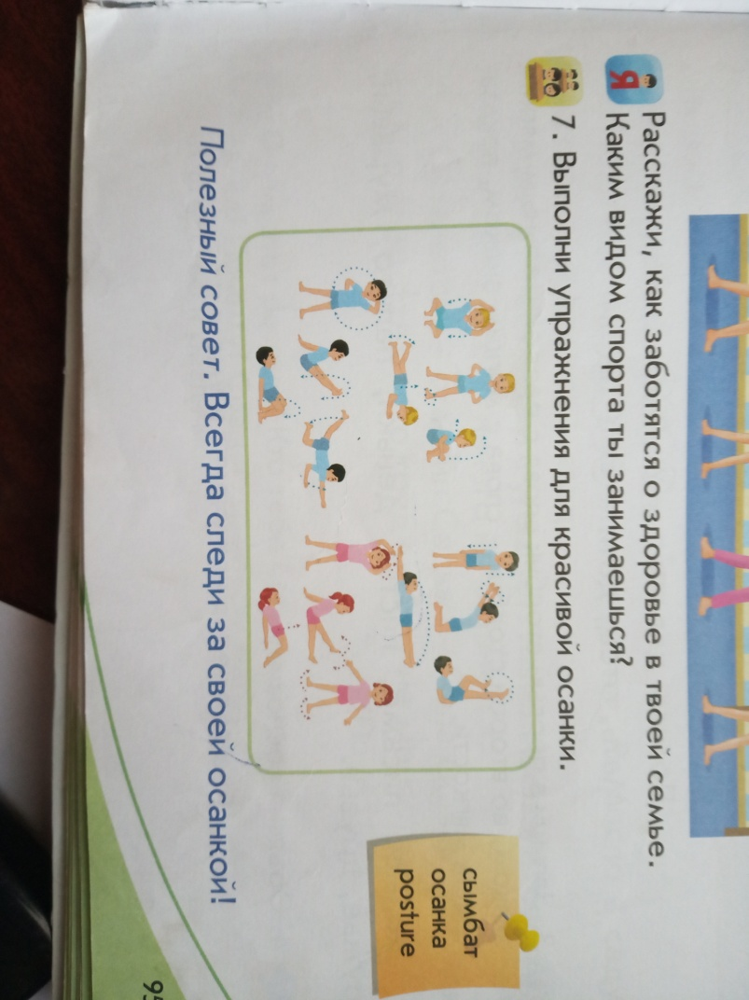 Я
Расскажи, как заботятся о здоровье в твоей семье.
Каким видом спорта ты занимаешься?
7. Выполни упражнения для красивой осанки.
сымбат
осанка
posture
Полезный совет. Всегда следи за своей осанкой!